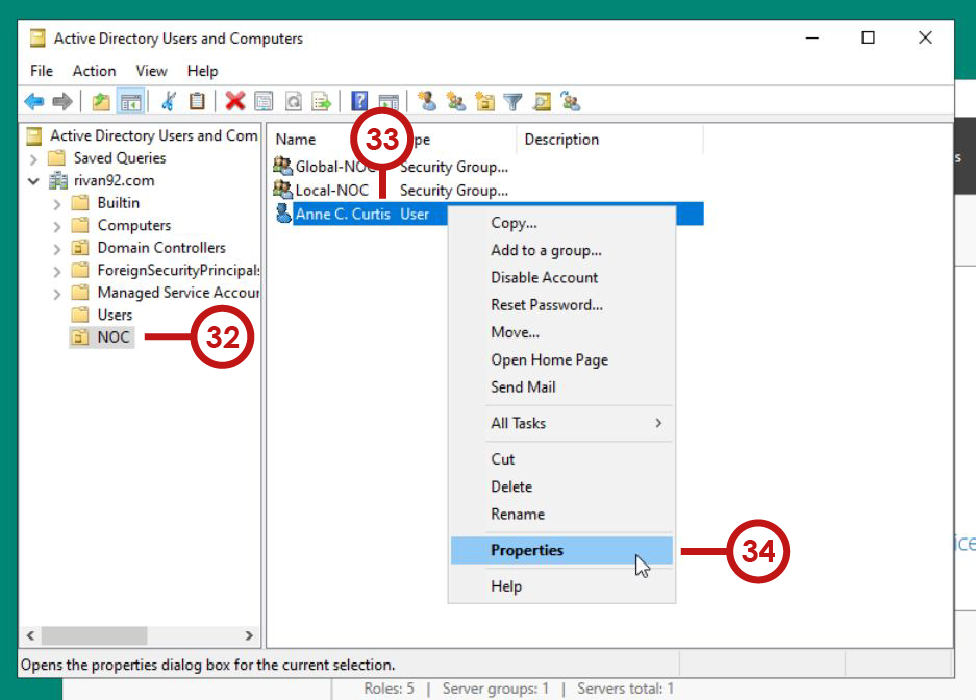 Active Directory Users and Computers
File Action View Help
Active Directory Users and Com
Name
33
pe
Description
Saved Queries
Global-NOC Security Group...
rivan92.com
Local-NOC Security Group...
Builtin
Anne C. Curtis User
Computers
Domain Controllers
ForeignSecurityPrincipals
Managed Service Accour
Users
NOC
32
Copy...
Add to a group...
Disable Account
Reset Password...
Move...
Open Home Page
Send Mail
All Tasks
Cut
Delete
Rename
Properties
34
Help
s
ice
Opens the properties dialog box for the current selection.
Roles: 5 | Server groups: 1 | Servers total: 1